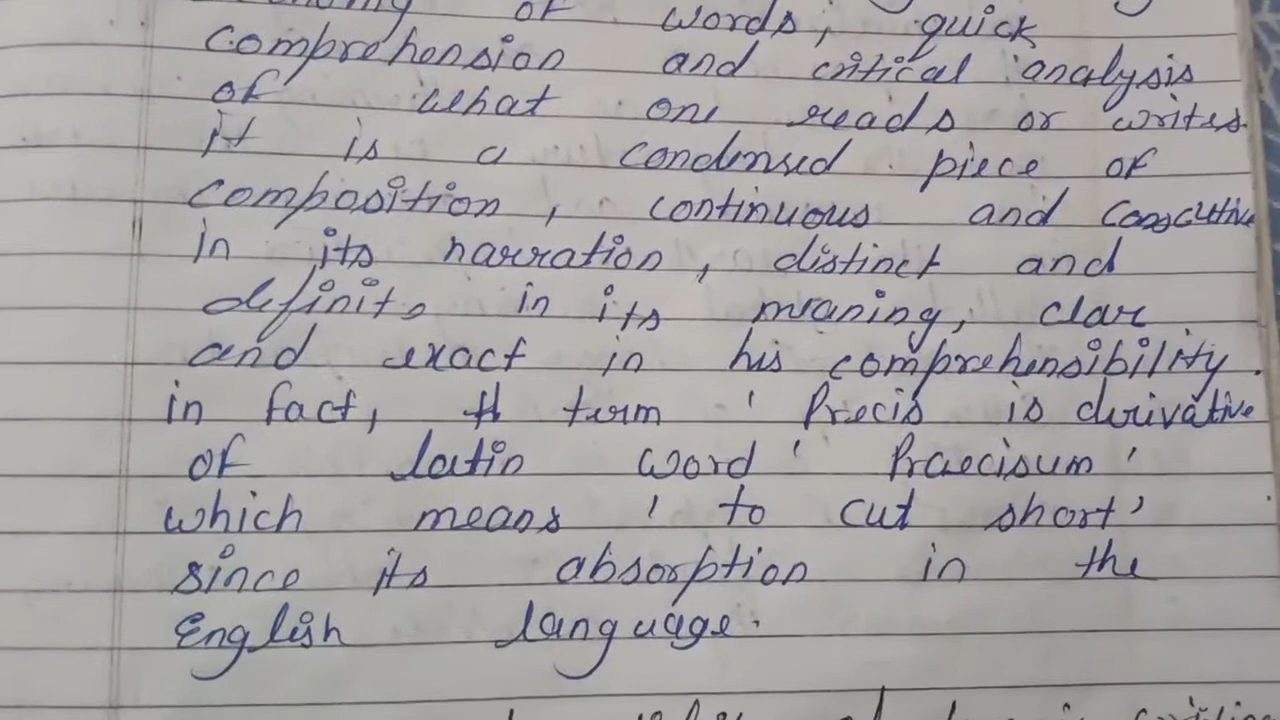 of words, quick
comprehension and critical analysis
of what one reads or writes.
it is a condensed piece of
composition, continuous and consecutive
in its narration, distinct and
definite in its meaning, clear
and exact in his comprehensibility.
in fact, the term 'Precis is derivative
of latin word 'Praecisum'
which means 'to cut short'
since its absorption in the
English language.